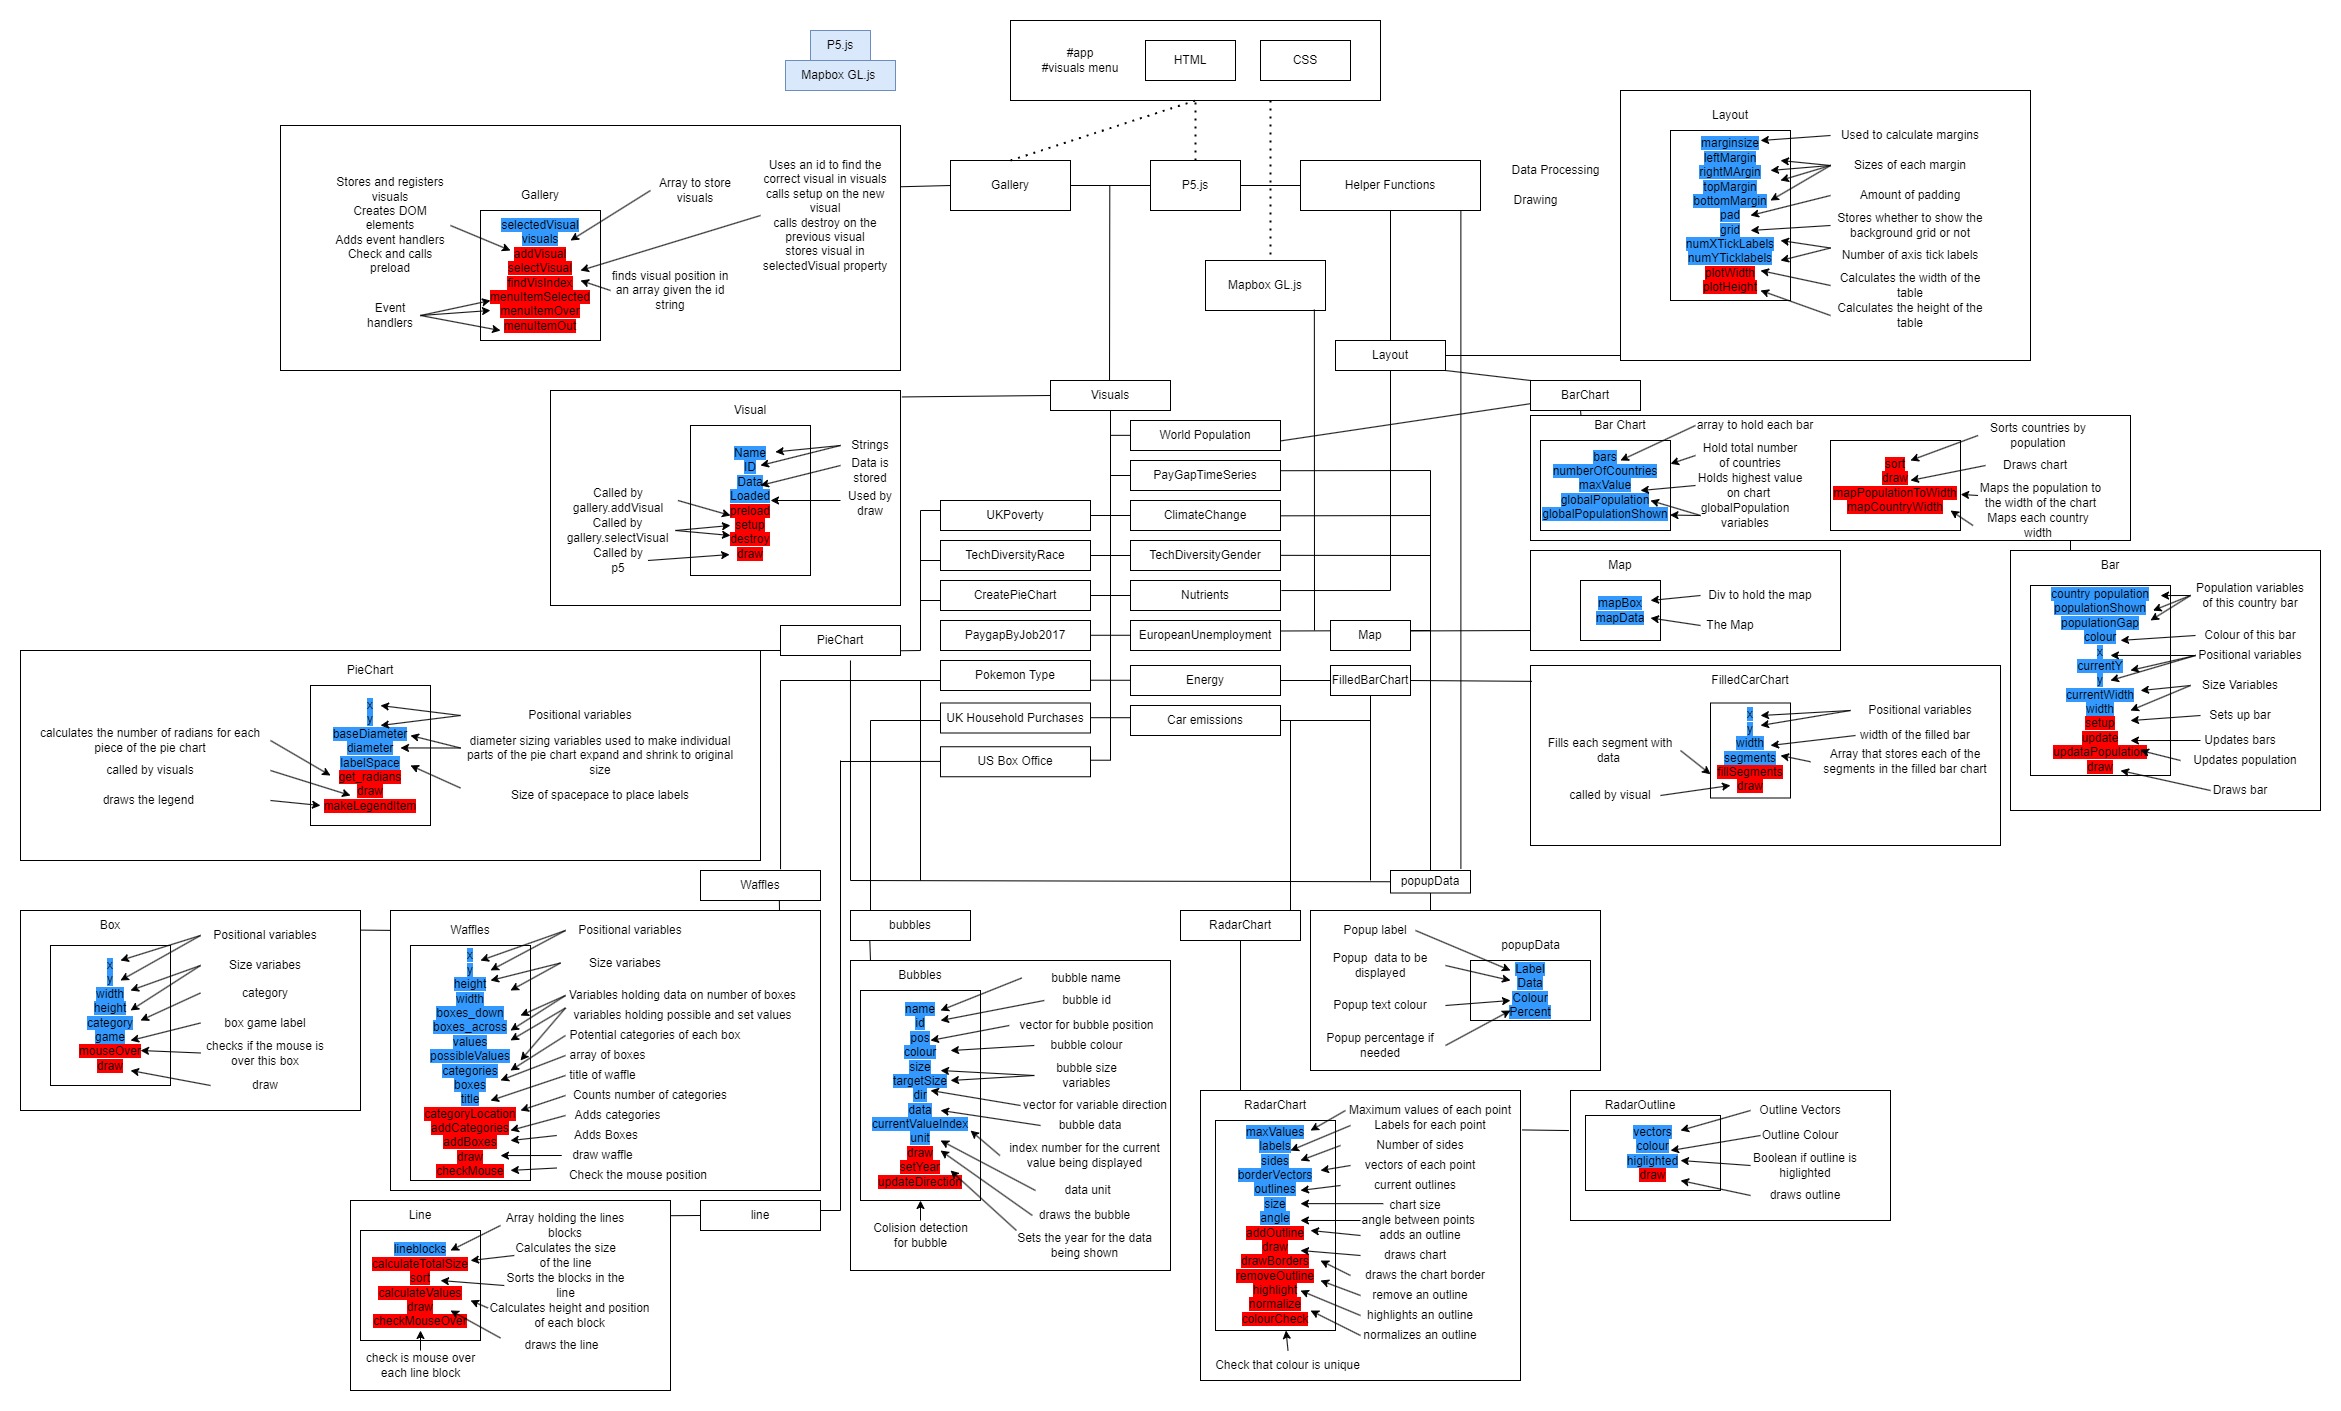 P5.js
Mapbox GL.js
#app
#visuals menu
HTML
CSS
Gallery
P5.js
Helper Functions
Data Processing
Drawing
Mapbox GL.js
Layout
Visuals
BarChart
World Population
PayGapTimeSeries
UKPoverty
ClimateChange
TechDiversityRace
TechDiversityGender
CreatePieChart
Nutrients
PaygapByJob2017
EuropeanUnemployment
Map
Pokemon Type
Energy
FilledBarChart
UK Household Purchases
Car emissions
US Box Office
PieChart
Waffles
popupData
bubbles
RadarChart
line
Gallery
selectedVisual
visuals
addVisual
selectVisual
findVisIndex
menuItemSelected
menuItemOver
menuItemOut
Stores and registers
visuals
Creates DOM
elements
Adds event handlers
Check and calls
preload
Event
handlers
Array to store
visuals
Uses an id to find the
correct visual in visuals
calls setup on the new
visual
calls destroy on the
previous visual
stores visual in
selectedVisual property
finds visual position in
an array given the id
string
Layout
marginsize
leftMargin
rightMArgin
topMargin
bottomMargin
pad
grid
numXTickLabels
numYTicklabels
plotWidth
plotHeight
Used to calculate margins
Sizes of each margin
Amount of padding
Stores whether to show the
background grid or not
Number of axis tick labels
Calculates the width of the
table
Calculates the height of the
table
Visual
Name
ID
Data
Loaded
preload
setup
destroy
draw
Strings
Data is
stored
Used by
draw
Called by
gallery.addVisual
Called by
gallery.selectVisual
Called by
p5
Bar Chart
bars
numberOfCountries
maxValue
globalPopulation
globalPopulationShown
array to hold each bar
Hold total number
of countries
Holds highest value
on chart
globalPopulation
variables
sort
draw
mapPopulationToWidth
mapCountryWidth
Sorts countries by
population
Draws chart
Maps the population to
the width of the chart
Maps each country
width
Map
mapBox
mapData
Div to hold the map
The Map
Bar
country population
populationShown
populationGap
colour
x
currentY
y
currentWidth
width
setup
update
updataPopulation
draw
Population variables
of this country bar
Colour of this bar
Positional variables
Size Variables
Sets up bar
Updates bars
Updates population
Draws bar
PieChart
x
y
baseDiameter
diameter
labelSpace
get_radians
draw
makeLegendItem
calculates the number of radians for each
piece of the pie chart
called by visuals
draws the legend
Positional variables
diameter sizing variables used to make individual
parts of the pie chart expand and shrink to original
size
Size of spacepace to place labels
FilledCarChart
x
y
width
segments
fillSegments
draw
Fills each segment with
data
called by visual
Positional variables
width of the filled bar
Array that stores each of the
segments in the filled bar chart
Box
x
y
width
height
category
game
mouseOver
draw
Positional variables
Size variabes
category
box game label
checks if the mouse is
over this box
draw
Waffles
x
y
height
width
boxes_down
boxes_across
values
possibleValues
categories
boxes
title
categoryLocation
addCategories
addBoxes
draw
checkMouse
Positional variables
Size variabes
Variables holding data on number of boxes
variables holding possible and set values
Potential categories of each box
array of boxes
title of waffle
Counts number of categories
Adds categories
Adds Boxes
draw waffle
Check the mouse position
Line
lineblocks
calculateTotalSize
sort
calculateValues
draw
checkMouseOver
Array holding the lines
blocks
Calculates the size
of the line
Sorts the blocks in the
line
Calculates height and position
of each block
draws the line
check is mouse over
each line block
Bubbles
name
id
pos
colour
size
targetSize
dir
data
currentValueIndex
unit
draw
setYear
updateDirection
bubble name
bubble id
vector for bubble position
bubble colour
bubble size
variables
vector for variable direction
bubble data
index number for the current
value being displayed
data unit
draws the bubble
Sets the year for the data
being shown
Colision detection
for bubble
popupData
Label
Data
Colour
Percent
Popup label
Popup data to be
displayed
Popup text colour
Popup percentage if
needed
RadarChart
maxValues
labels
sides
borderVectors
outlines
size
angle
addOutline
draw
drawBorders
removeOutline
highlight
normalize
colourCheck
Maximum values of each point
Labels for each point
Number of sides
vectors of each point
current outlines
chart size
angle between points
adds an outline
draws chart
draws the chart border
remove an outline
highlights an outline
normalizes an outline
Check that colour is unique
RadarOutline
vectors
colour
higlighted
draw
Outline Vectors
Outline Colour
Boolean if outline is
higlighted
draws outline